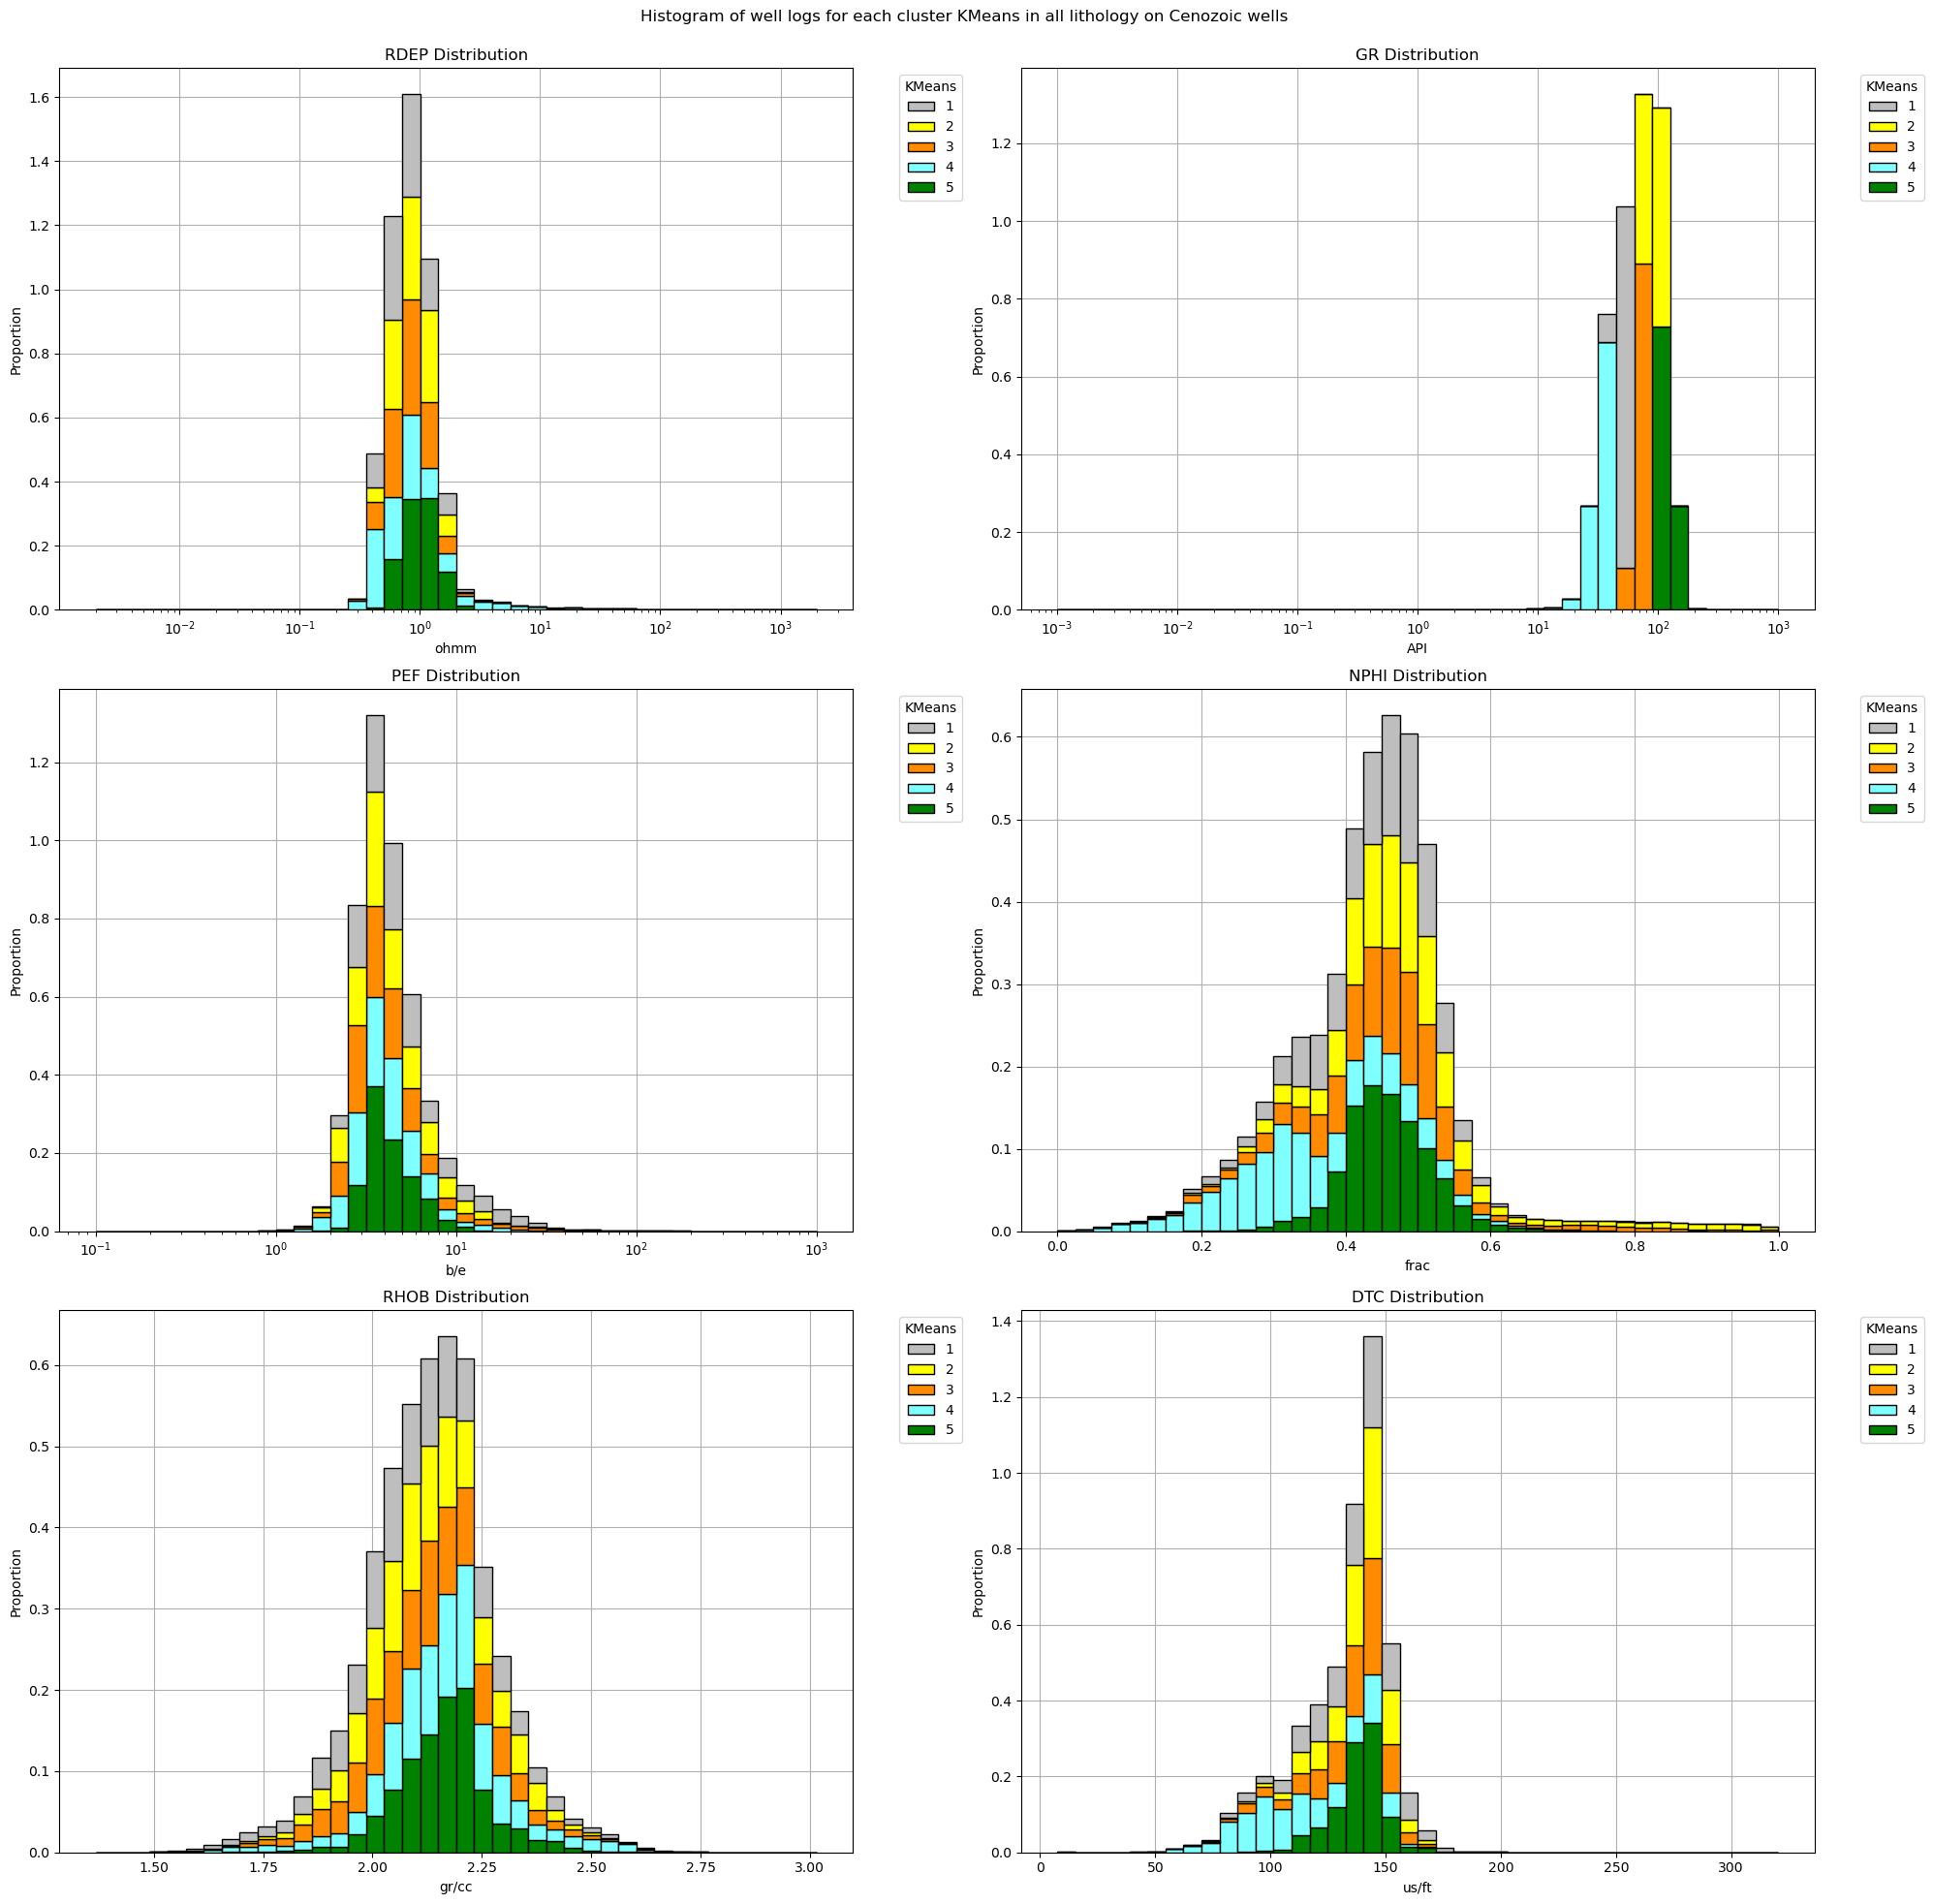 Histogram of well logs for each cluster KMeans in all lithology on Cenozoic wells
RDEP Distribution
Proportion
1.6
1.4
1.2
1.0
0.8
0.6
0.4
0.2
0.0
10⁻² 10⁻¹ 10⁰ 10¹ 10² 10³
ohmm
KMeans
1
2
3
4
5
GR Distribution
Proportion
1.2
1.0
0.8
0.6
0.4
0.2
0.0
10⁻³ 10⁻² 10⁻¹ 10⁰ 10¹ 10² 10³
API
KMeans
1
2
3
4
5
PEF Distribution
Proportion
1.2
1.0
0.8
0.6
0.4
0.2
0.0
10⁻¹ 10⁰ 10¹ 10² 10³
b/e
KMeans
1
2
3
4
5
NPHI Distribution
Proportion
0.6
0.5
0.4
0.3
0.2
0.1
0.0
0.0 0.2 0.4 0.6 0.8 1.0
frac
KMeans
1
2
3
4
5
RHOB Distribution
Proportion
0.6
0.5
0.4
0.3
0.2
0.1
0.0
1.50 1.75 2.00 2.25 2.50 2.75 3.00
gr/cc
KMeans
1
2
3
4
5
DTC Distribution
Proportion
1.4
1.2
1.0
0.8
0.6
0.4
0.2
0.0
0 50 100 150 200 250 300
us/ft
KMeans
1
2
3
4
5